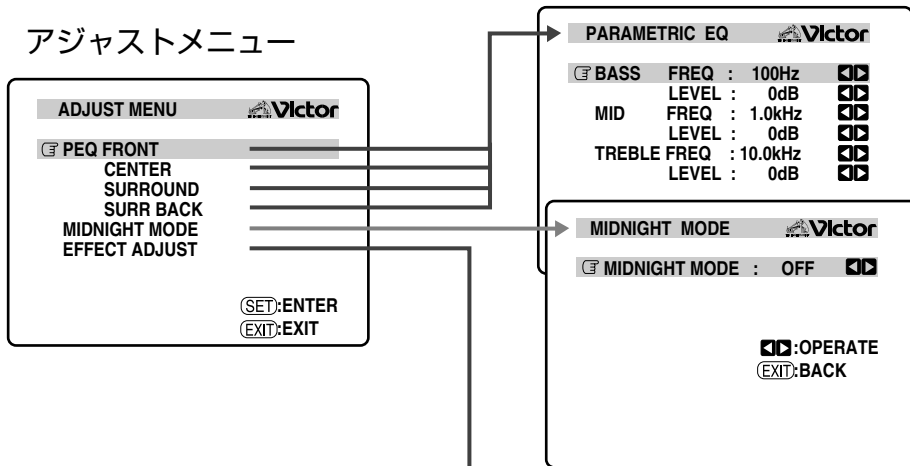 アジャストメニュー
ADJUST MENU Victor
PEQ FRONT
CENTER
SURROUND
SURR BACK
MIDNIGHT MODE
EFFECT ADJUST
SET:ENTER
EXIT:EXIT
PARAMETRIC EQ Victor
BASS FREQ : 100Hz
LEVEL : 0dB
MID FREQ : 1.0kHz
LEVEL : 0dB
TREBLE FREQ : 10.0kHz
LEVEL : 0dB
MIDNIGHT MODE Victor
MIDNIGHT MODE : OFF
:OPERATE
EXIT:BACK